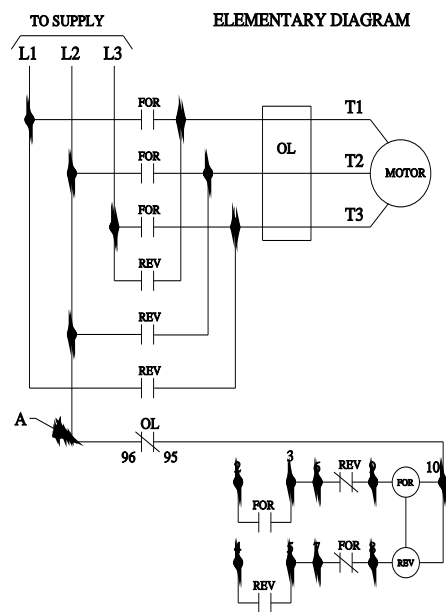 TO SUPPLY ELEMENTARY DIAGRAM
L1 L2 L3
FOR T1
OL
FOR T2 MOTOR
FOR T3
REV
REV
REV
A OL
96 95
2 3 6 REV 9 FOR 10
FOR
4 5 7 FOR 8 REV
REV